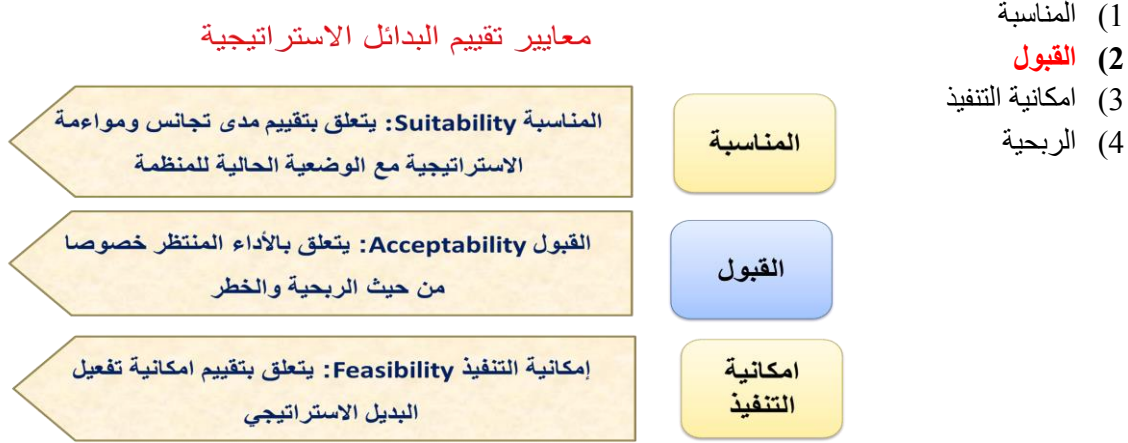 1) المناسبة
2) القبول
3) امكانية التنفيذ
4) الربحية
معايير تقييم البدائل الاستراتيجية
المناسبة
المناسبة Suitability: يتعلق بتقييم مدى تجانس ومواءمة
الاستراتيجية مع الوضعية الحالية للمنظمة
القبول
القبول Acceptability: يتعلق بالأداء المنتظر خصوصا
من حيث الربحية والخطر
امكانية
التنفيذ
إمكانية التنفيذ Feasibility: يتعلق بتقييم امكانية تفعيل
البديل الاستراتيجي